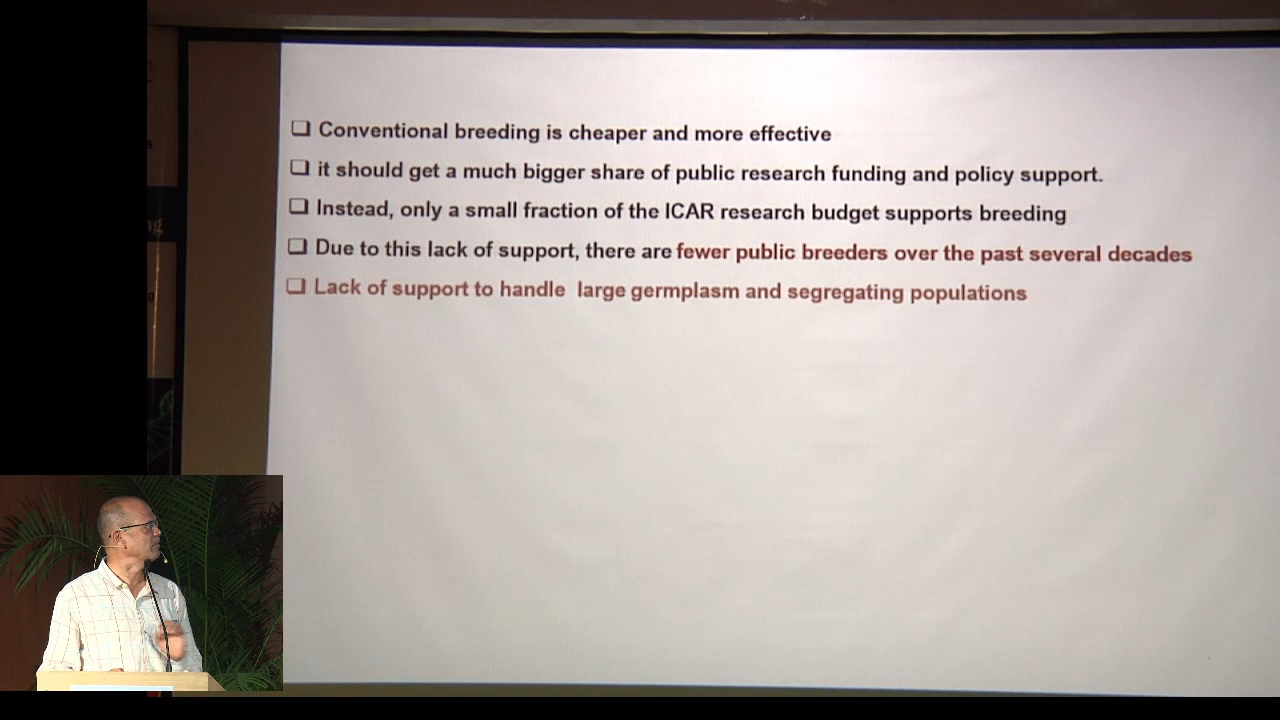 ❑ Conventional breeding is cheaper and more effective
❑ it should get a much bigger share of public research funding and policy support.
❑ Instead, only a small fraction of the ICAR research budget supports breeding
❑ Due to this lack of support, there are fewer public breeders over the past several decades
❑ Lack of support to handle large germplasm and segregating populations